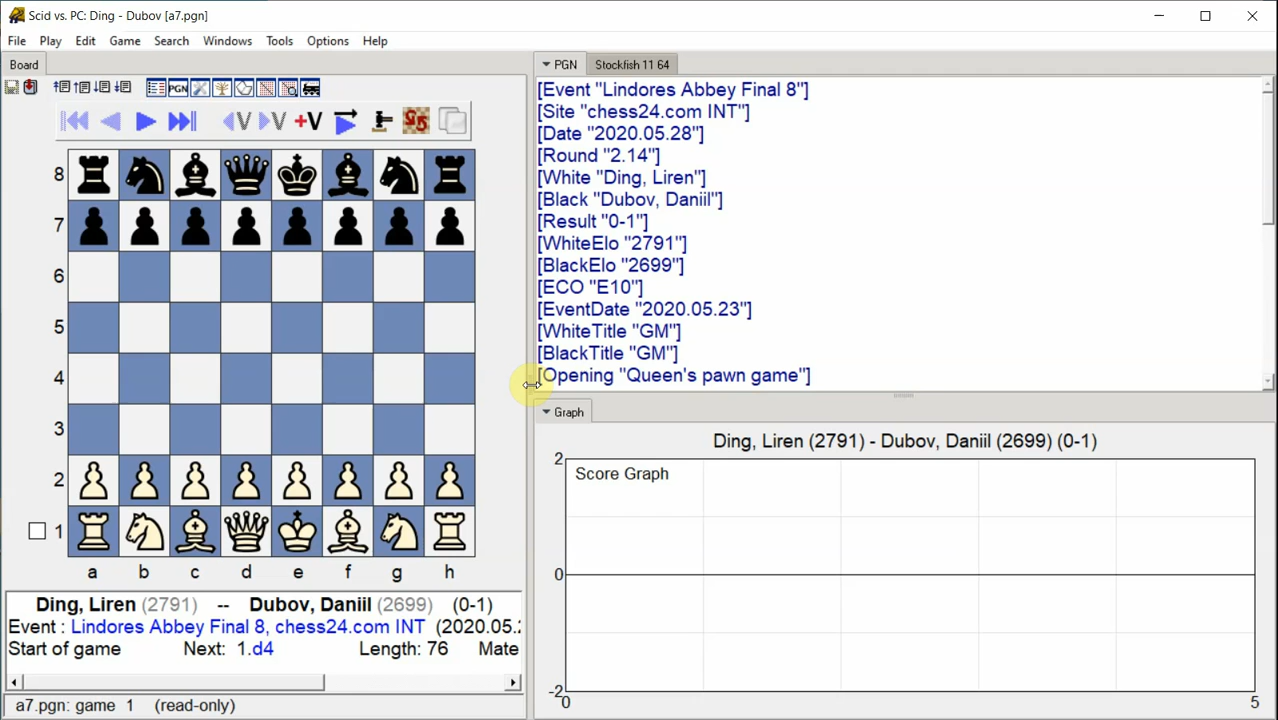 Scid vs. PC: Ding - Dubov [a7.pgn]
File Play Edit Game Search Windows Tools Options Help
Board
PGN
V V +V
8
7
6
5
4
3
2
1
a b c d e f g h
Ding, Liren (2791) -- Dubov, Daniil (2699) (0-1)
Event : Lindores Abbey Final 8, chess24.com INT (2020.05.
Start of game Next: 1.d4 Length: 76 Mate
a7.pgn: game 1 (read-only)
PGN Stockfish 11 64
[Event "Lindores Abbey Final 8"]
[Site "chess24.com INT"]
[Date "2020.05.28"]
[Round "2.14"]
[White "Ding, Liren"]
[Black "Dubov, Daniil"]
[Result "0-1"]
[WhiteElo "2791"]
[BlackElo "2699"]
[ECO "E10"]
[EventDate "2020.05.23"]
[WhiteTitle "GM"]
[BlackTitle "GM"]
[Opening "Queen's pawn game"]
Graph
Ding, Liren (2791) - Dubov, Daniil (2699) (0-1)
2
Score Graph
0
-2
0 5